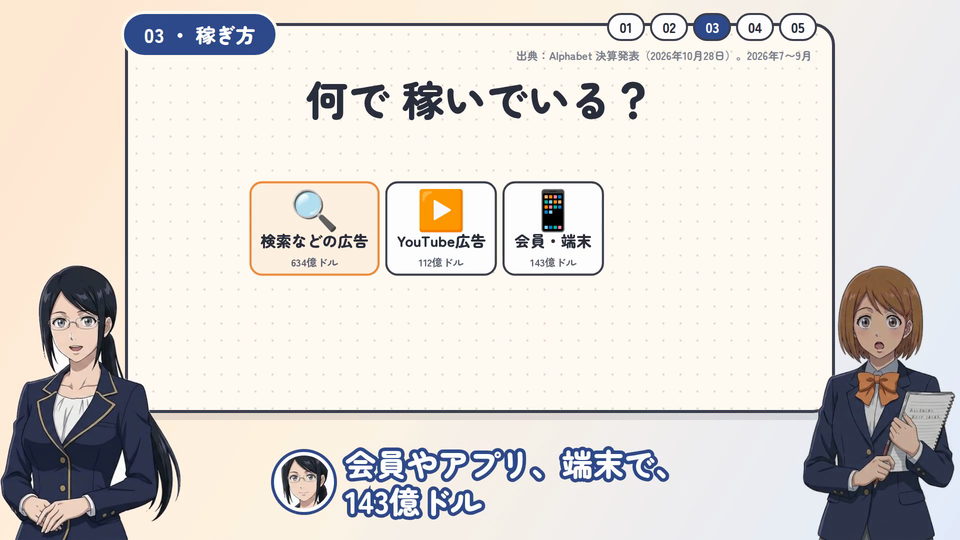 03 ・ 稼ぎ方
01 02 03 04 05
出典：Alphabet 決算発表（2026年10月28日）。2026年7〜9月
何で 稼いでいる？
検索などの広告
634億ドル
YouTube広告
112億ドル
会員・端末
143億ドル
会員やアプリ、端末で、
143億ドル